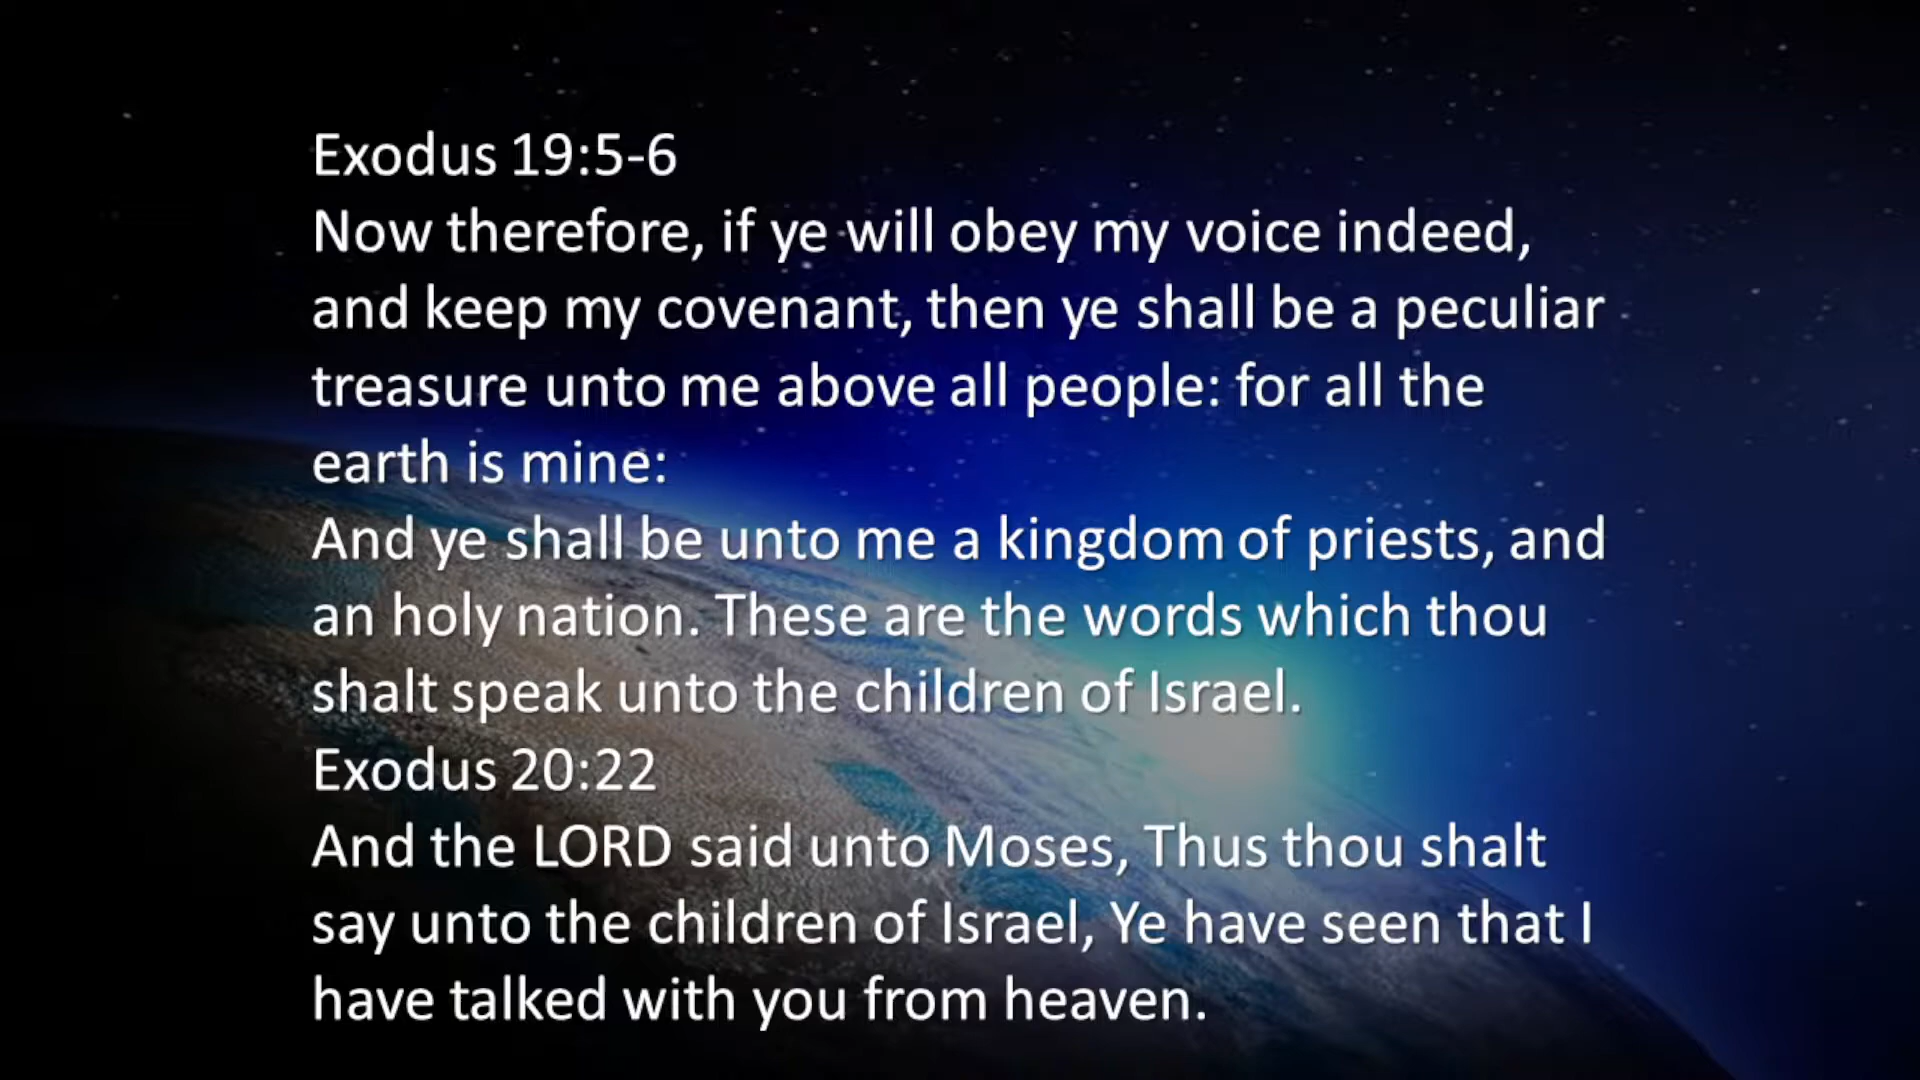 Exodus 19:5-6
Now therefore, if ye will obey my voice indeed,
and keep my covenant, then ye shall be a peculiar
treasure unto me above all people: for all the
earth is mine:
And ye shall be unto me a kingdom of priests, and
an holy nation. These are the words which thou
shalt speak unto the children of Israel.
Exodus 20:22
And the LORD said unto Moses, Thus thou shalt
say unto the children of Israel, Ye have seen that I
have talked with you from heaven.